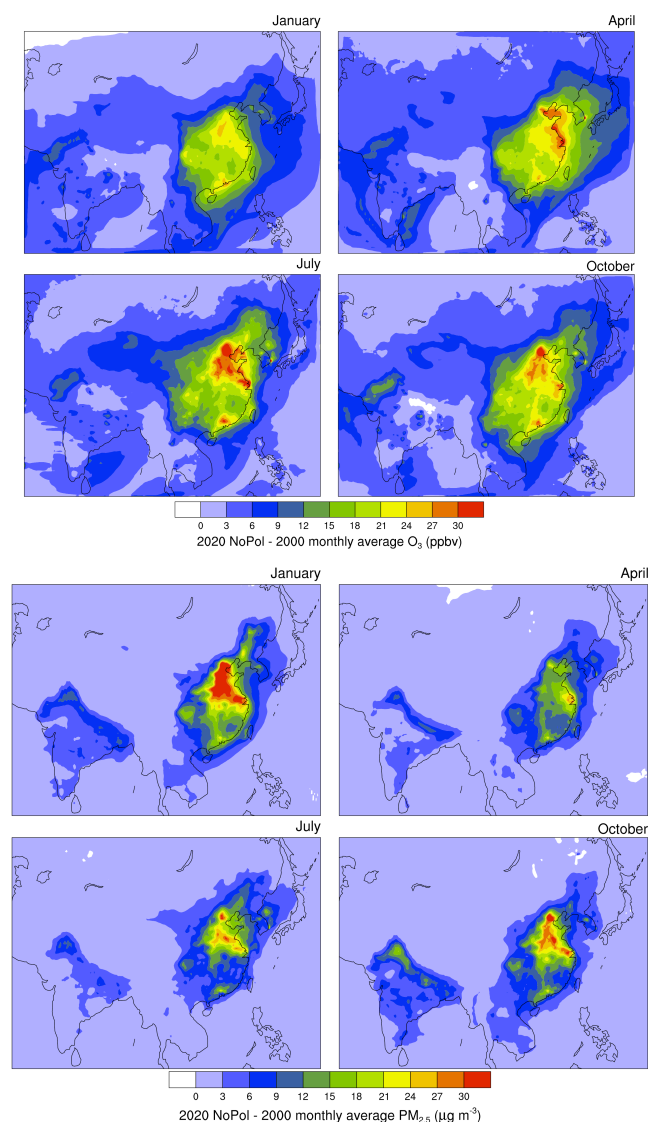 January April
July October
0 3 6 9 12 15 18 21 24 27 30
2020 NoPol - 2000 monthly average O₃ (ppbv)
January April
July October
0 3 6 9 12 15 18 21 24 27 30
2020 NoPol - 2000 monthly average PM₂.₅ (μg m⁻³)